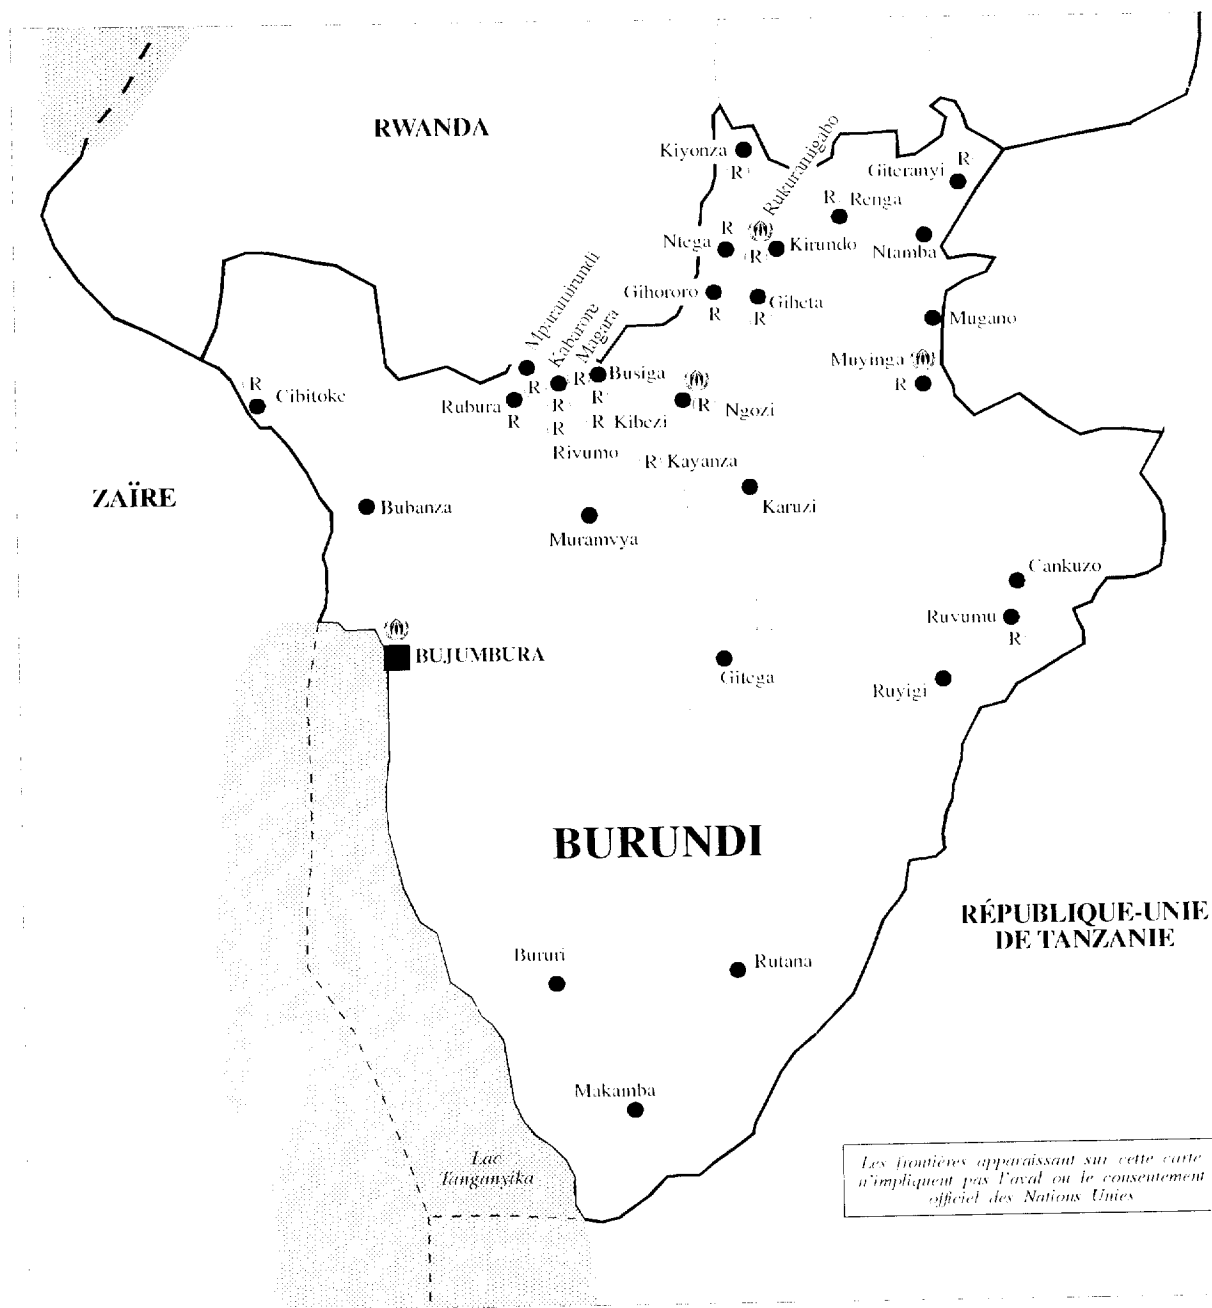 RWANDA
Kiyonza
R
Rukuramigabo
Giteranyi
R
R
Renga
Ntega
R
R
Kirundo
Ntamba
Gihororo
R
Giheta
R
Mugano
Mparamirundi
Kabarore
Magara
Muyinga
R
R
Cibitoke
Rubura
R
R
R
R
R
Busiga
R
R
Kibezi
Rivumo
R
Ngozi
R
Kayanza
ZAÏRE
Bubanza
Muramvya
Karuzi
Cankuzo
Ruvumu
R
BUJUMBURA
Gitega
Ruyigi
BURUNDI
RÉPUBLIQUE-UNIE
DE TANZANIE
Bururi
Rutana
Makamba
Lac
Tanganyika
Les frontières apparaissant sur cette carte
n'impliquent pas l'aval ou le consentement
officiel des Nations Unies